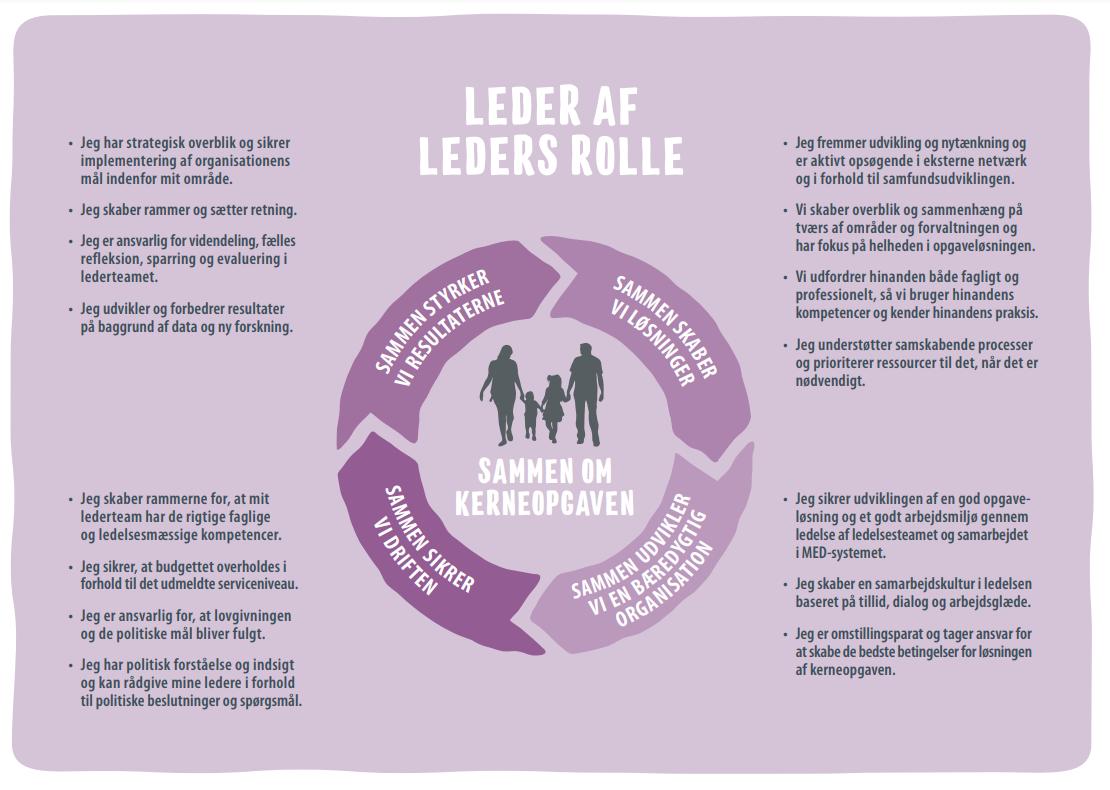 LEDER AF
LEDERS ROLLE
• Jeg har strategisk overblik og sikrer
implementering af organisationens
mål indenfor mit område.
• Jeg skaber rammer og sætter retning.
• Jeg er ansvarlig for videndeling, fælles
refleksion, sparring og evaluering i
lederteamet.
• Jeg udvikler og forbedrer resultater
på baggrund af data og ny forskning.
• Jeg fremmer udvikling og nytænkning og
er aktivt opsøgende i eksterne netværk
og i forhold til samfundsudviklingen.
• Vi skaber overblik og sammenhæng på
tværs af områder og forvaltningen og
har fokus på helheden i opgaveløsningen.
• Vi udfordrer hinanden både fagligt og
professionelt, så vi bruger hinandens
kompetencer og kender hinandens praksis.
• Jeg understøtter samskabende processer
og prioriterer ressourcer til det, når det er
nødvendigt.
SAMMEN STYRKER
VI RESULTATERNE
SAMMEN SKABER
VI LØSNINGER
SAMMEN OM
KERNEOPGAVEN
SAMMEN SIKRER
VI DRIFTEN
SAMMEN UDVIKLER
VI EN BÆREDYGTIG
ORGANISATION
• Jeg skaber rammerne for, at mit
lederteam har de rigtige faglige
og ledelsesmæssige kompetencer.
• Jeg sikrer, at budgettet overholdes i
forhold til det udmeldte serviceniveau.
• Jeg er ansvarlig for, at lovgivningen
og de politiske mål bliver fulgt.
• Jeg har politisk forståelse og indsigt
og kan rådgive mine ledere i forhold
til politiske beslutninger og spørgsmål.
• Jeg sikrer udviklingen af en god opgave-
løsning og et godt arbejdsmiljø gennem
ledelse af ledelsesteamet og samarbejdet
i MED-systemet.
• Jeg skaber en samarbejdskultur i ledelsen
baseret på tillid, dialog og arbejdsglæde.
• Jeg er omstillingsparat og tager ansvar for
at skabe de bedste betingelser for løsningen
af kerneopgaven.